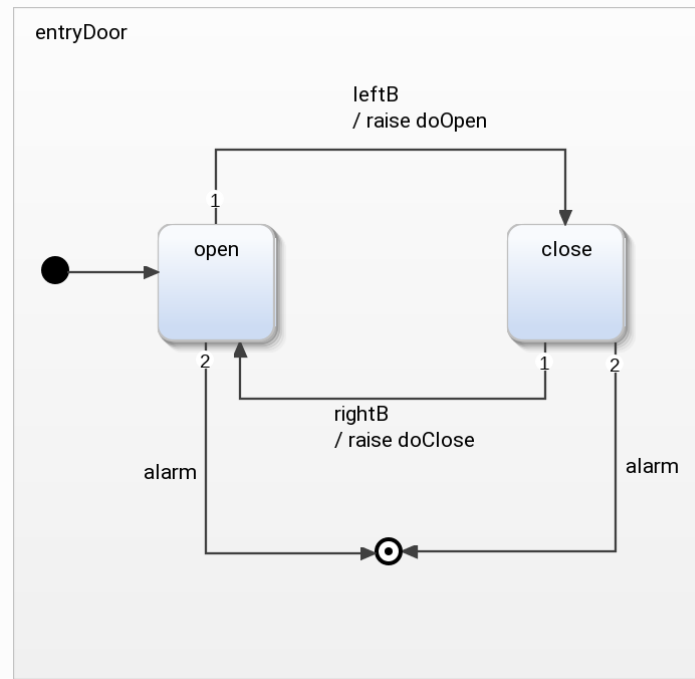 entryDoor
leftB
/ raise doOpen
1
open
close
2
1
2
rightB
/ raise doClose
alarm
alarm